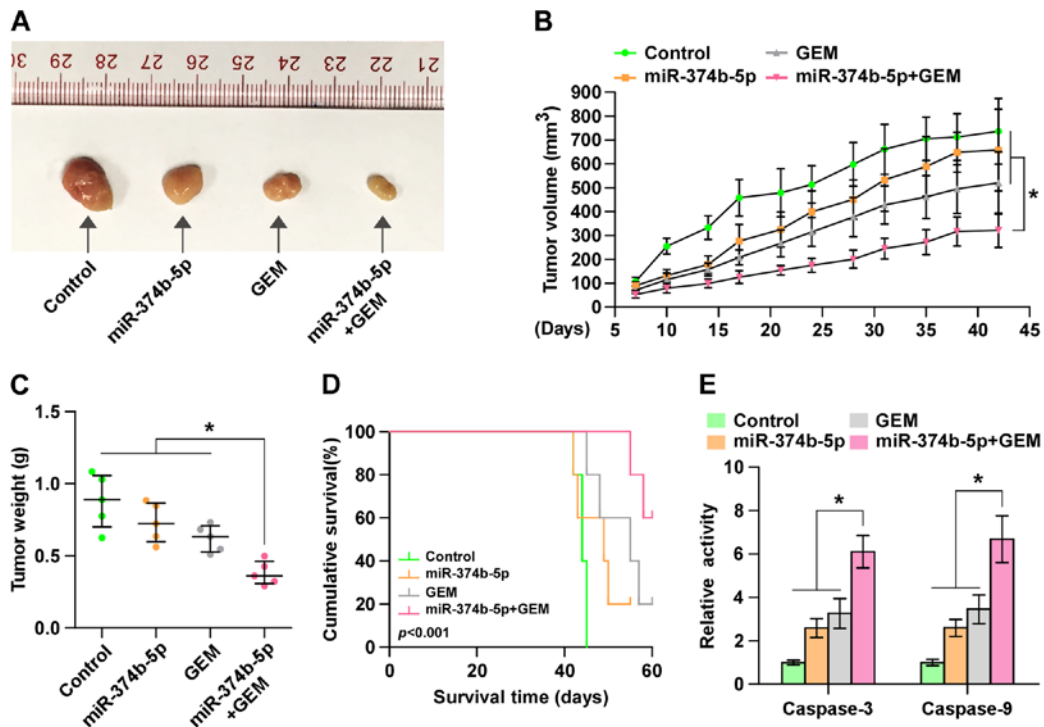 A
30 29 28 27 26 25 24 23 22 21
Control
miR-374b-5p
GEM
miR-374b-5p
+GEM
B
Control
GEM
miR-374b-5p
miR-374b-5p+GEM
Tumor volume (mm3)
900
800
700
600
500
400
300
200
100
0
*
(Days) 5 10 15 20 25 30 35 40 45
C
Tumor weight (g)
1.5
1.0
0.5
0.0
*
Control
miR-374b-5p
GEM
miR-374b-5p
+GEM
D
Cumulative survival(%)
100
80
60
40
20
0
Control
miR-374b-5p
GEM
miR-374b-5p+GEM
p<0.001
0 20 40 60
Survival time (days)
E
Control
GEM
miR-374b-5p
miR-374b-5p+GEM
Relative activity
10
8
6
4
2
0
*
*
Caspase-3 Caspase-9